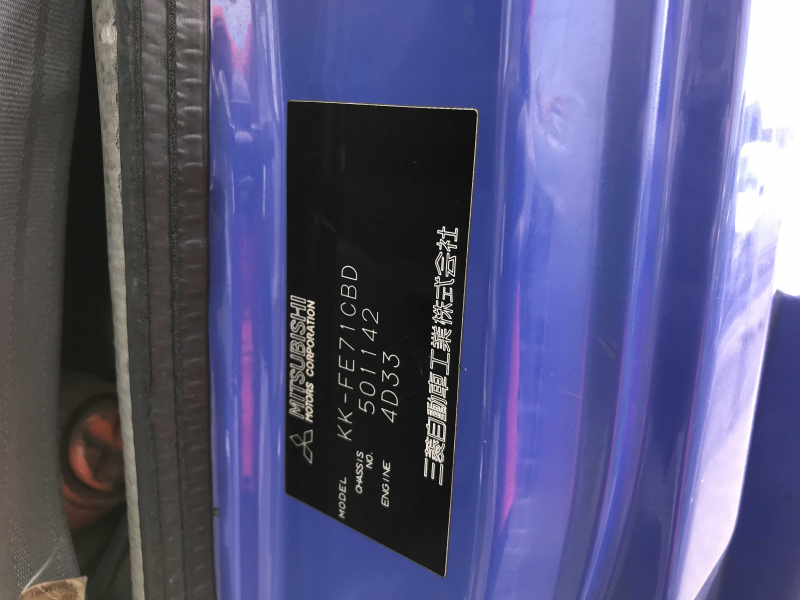 MITSUBISHI
MOTORS CORPORATION
MODEL KK-FE71CBD
CHASSIS NO. 501142
ENGINE 4D33
三菱自動車工業株式会社